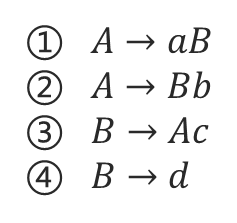 ① A → aB
② A → Bb
③ B → Ac
④ B → d